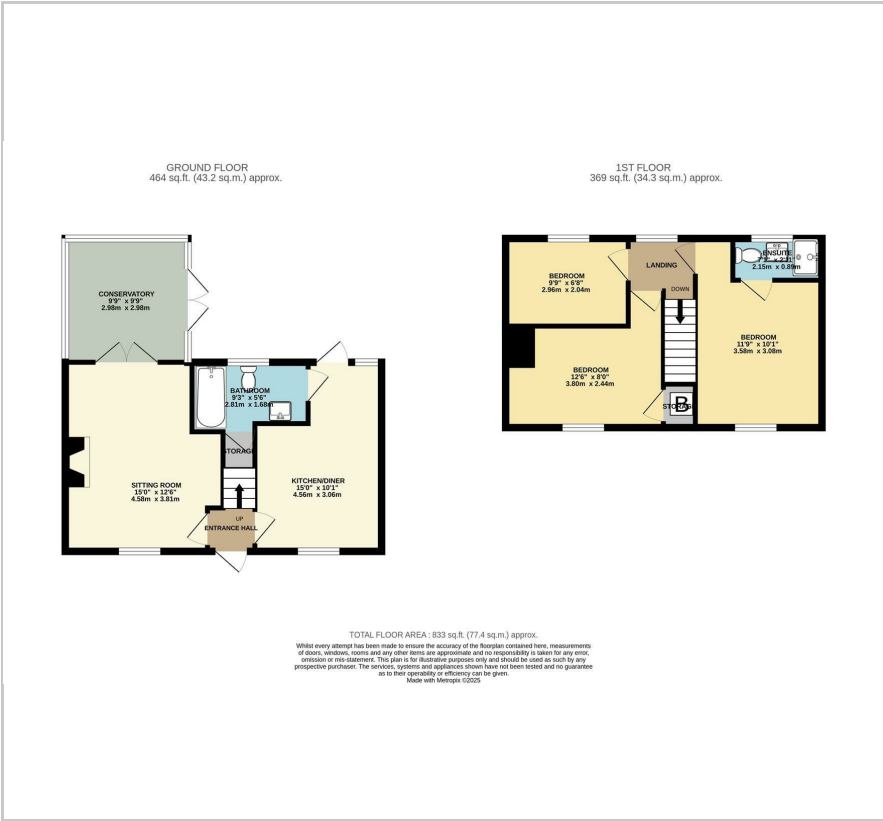 GROUND FLOOR
464 sq.ft. (43.2 sq.m.) approx.
1ST FLOOR
369 sq.ft. (34.3 sq.m.) approx.
CONSERVATORY
9'9" x 9'9"
2.98m x 2.98m
BATHROOM
9'3" x 5'6"
2.81m x 1.68m
STORAGE
SITTING ROOM
15'0" x 12'6"
4.58m x 3.81m
KITCHEN/DINER
15'0" x 10'1"
4.56m x 3.06m
UP
ENTRANCE HALL
BEDROOM
9'9" x 6'8"
2.96m x 2.04m
LANDING
DOWN
ENSUITE
2.15m x 0.89m
BEDROOM
11'9" x 10'1"
3.58m x 3.08m
BEDROOM
12'6" x 8'0"
3.80m x 2.44m
STORAGE
B
TOTAL FLOOR AREA : 833 sq.ft. (77.4 sq.m.) approx.
Whilst every attempt has been made to ensure the accuracy of the floorplan contained here, measurements
of doors, windows, rooms and any other items are approximate and no responsibility is taken for any error,
omission or mis-statement. This plan is for illustrative purposes only and should be used as such by any
prospective purchaser. The services, systems and appliances shown have not been tested and no guarantee
as to their operability or efficiency can be given.
Made with Metropix ©2025